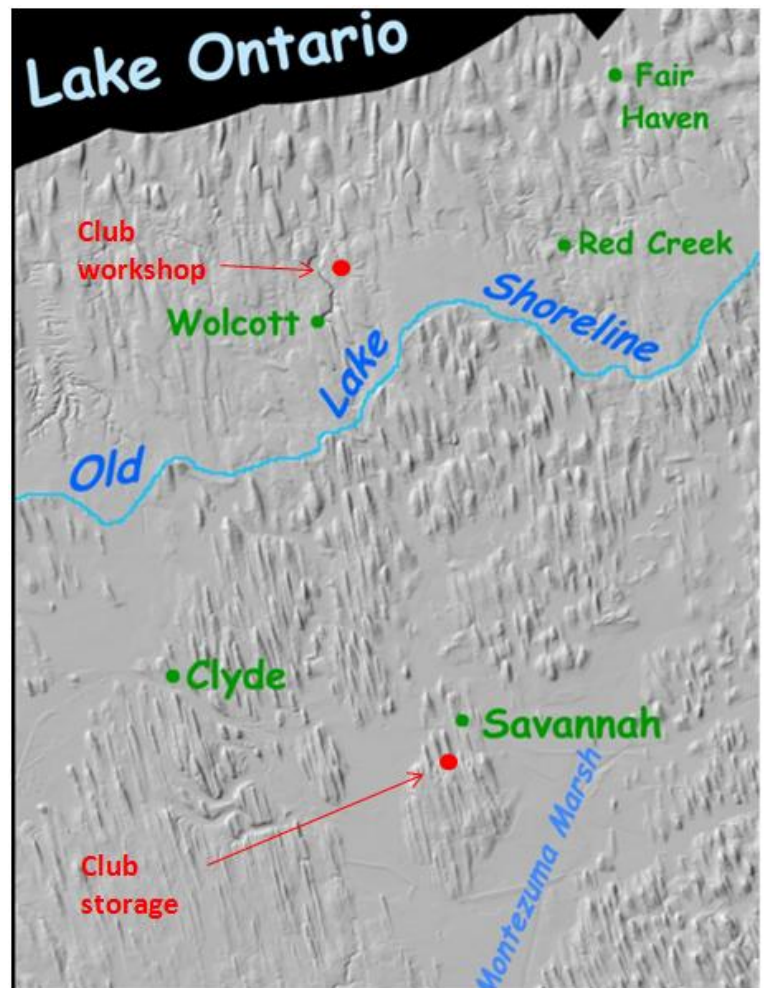 Lake Ontario
Fair
Haven
Club
workshop
Red Creek
Wolcott
Old Lake Shoreline
Clyde
Savannah
Montezuma Marsh
Club
storage